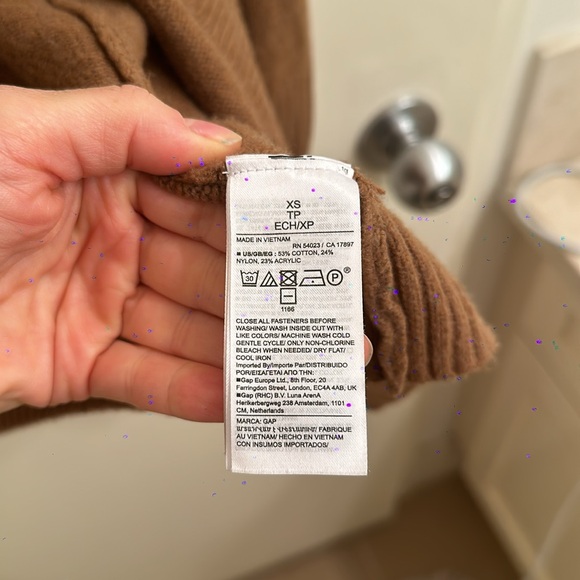 XS
TP
ECH/XP
MADE IN VIETNAM
RN 54023 / CA 17897
■ US/GB/EG : 53% COTTON, 24%
NYLON, 23% ACRYLIC
30 P®
1166
CLOSE ALL FASTENERS BEFORE
WASHING/ WASH INSIDE OUT WITH
LIKE COLORS/ MACHINE WASH COLD
GENTLE CYCLE/ ONLY NON-CHLORINE
BLEACH WHEN NEEDED/ DRY FLAT/
COOL IRON
Imported By/Importe Par/DISTRIBUIDO
POR/ΕΙΣΑΓΕΤΑΙ ΑΠΟ ΤΗΝ:
■Gap Europe Ltd., 8th Floor, 20
Farringdon Street, London, EC4A 4AB, UK
■Gap (RHC) B.V. Luna ArenA
Herikerbergweg 238 Amsterdam, 1101
CM, Netherlands
MARCA: GAP
FABRIQUE
AU VIETNAM/ HECHO EN VIETNAM
CON INSUMOS IMPORTADOS/